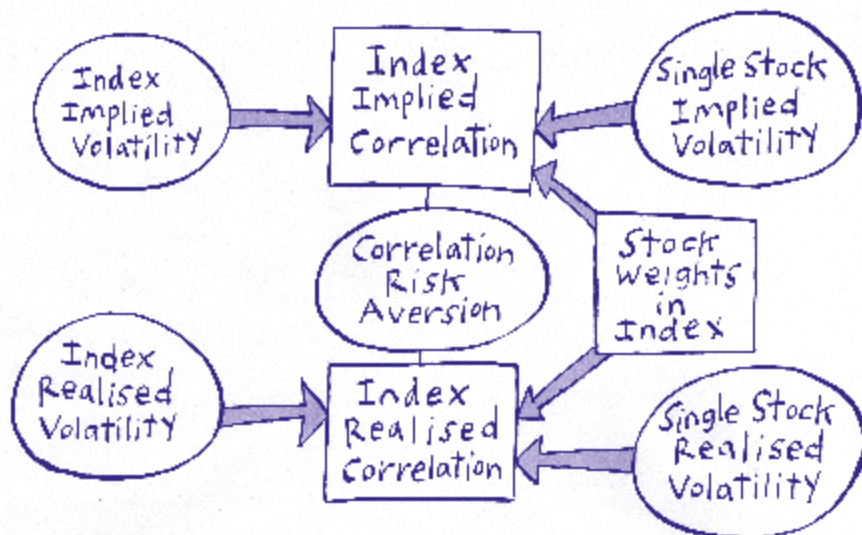 Index
Implied
Volatility
Index
Implied
Correlation
Single Stock
Implied
Volatility
Correlation
Risk
Aversion
Stock
Weights
in
Index
Index
Realised
Volatility
Index
Realised
Correlation
Single Stock
Realised
Volatility